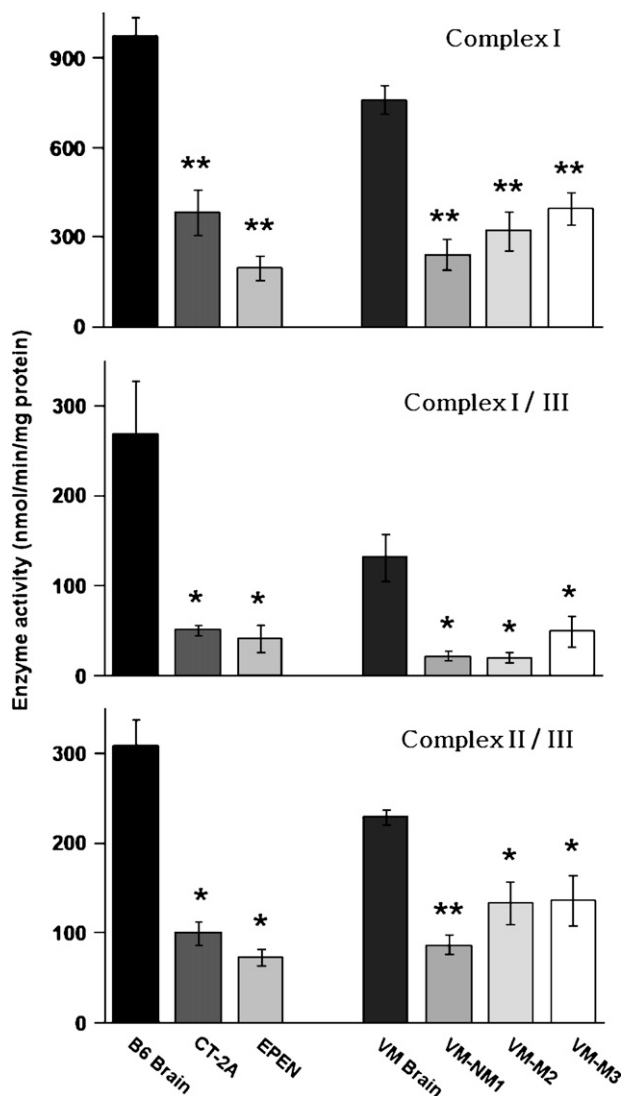 Complex I
900
600
300
0
** ** ** ** **
Complex I / III
300
200
100
0
* * * * *
Complex II / III
300
200
100
0
* * ** * *
Enzyme activity (nmol/min/mg protein)
B6 Brain
CT-2A
EPEN
VM Brain
VM-NM1
VM-M2
VM-M3